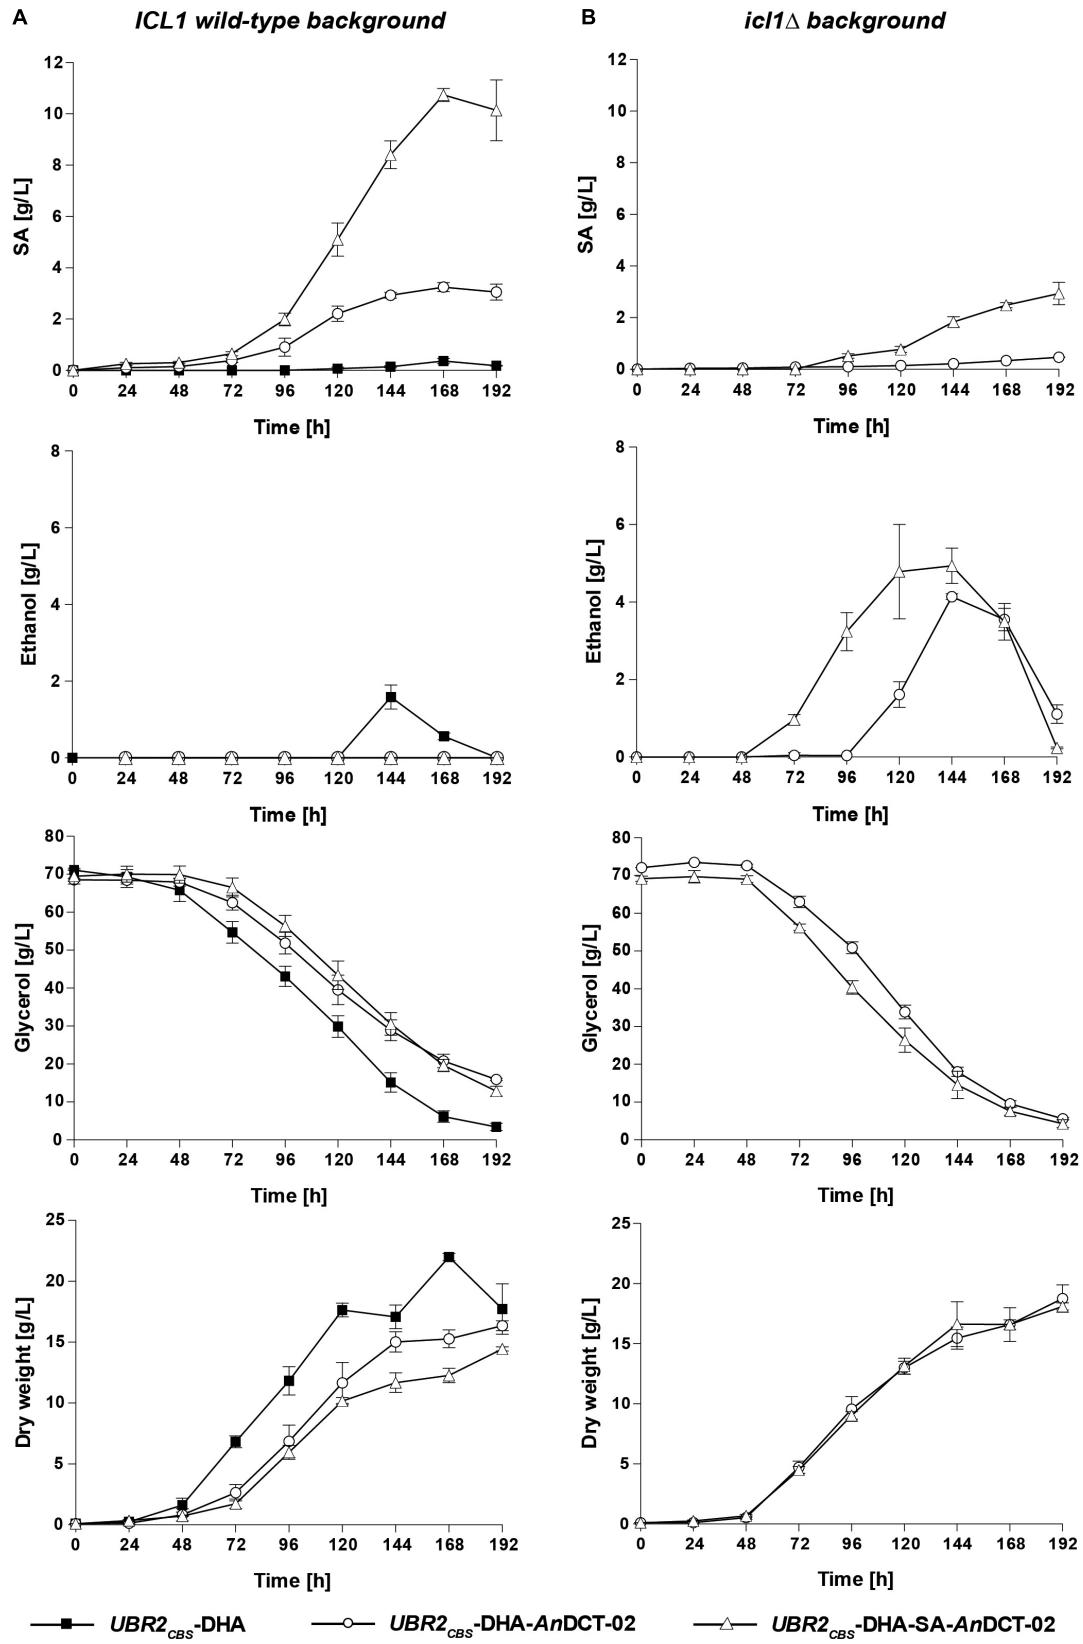 A
ICL1 wild-type background
B
icl1Δ background
12
10
8
6
4
2
0
SA [g/L]
0 24 48 72 96 120 144 168 192
Time [h]
12
10
8
6
4
2
0
SA [g/L]
0 24 48 72 96 120 144 168 192
Time [h]
8
6
4
2
0
Ethanol [g/L]
0 24 48 72 96 120 144 168 192
Time [h]
8
6
4
2
0
Ethanol [g/L]
0 24 48 72 96 120 144 168 192
Time [h]
80
70
60
50
40
30
20
10
0
Glycerol [g/L]
0 24 48 72 96 120 144 168 192
Time [h]
80
70
60
50
40
30
20
10
0
Glycerol [g/L]
0 24 48 72 96 120 144 168 192
Time [h]
25
20
15
10
5
0
Dry weight [g/L]
0 24 48 72 96 120 144 168 192
Time [h]
25
20
15
10
5
0
Dry weight [g/L]
0 24 48 72 96 120 144 168 192
Time [h]
UBR2CBS-DHA
UBR2CBS-DHA-AnDCT-02
UBR2CBS-DHA-SA-AnDCT-02